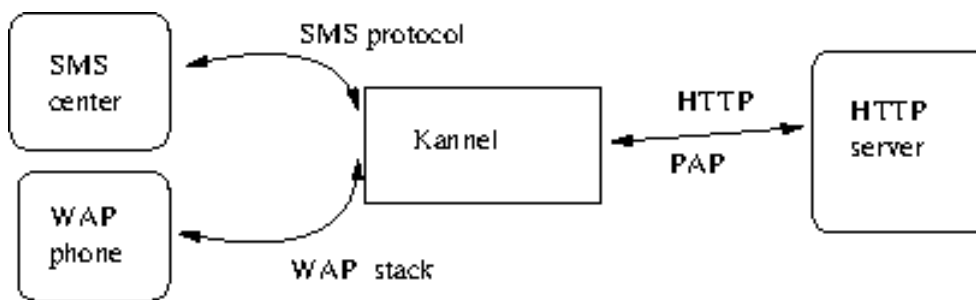 SMS protocol
SMS
center
Kannel
HTTP
PAP
HTTP
server
WAP
phone
WAP stack